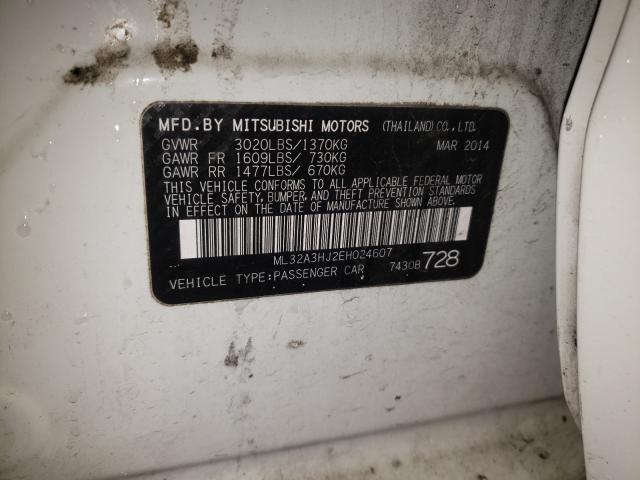 MFD. BY MITSUBISHI MOTORS (THAILAND) CO., LTD.
GVWR 3020LBS/1370KG MAR 2014
GAWR FR 1609LBS/ 730KG
GAWR RR 1477LBS/ 670KG
THIS VEHICLE CONFORMS TO ALL APPLICABLE FEDERAL MOTOR
VEHICLE SAFETY, BUMPER, AND THEFT PREVENTION STANDARDS
IN EFFECT ON THE DATE OF MANUFACTURE SHOWN ABOVE.
ML32A3HJ2EH024607
VEHICLE TYPE:PASSENGER CAR 7430B 728